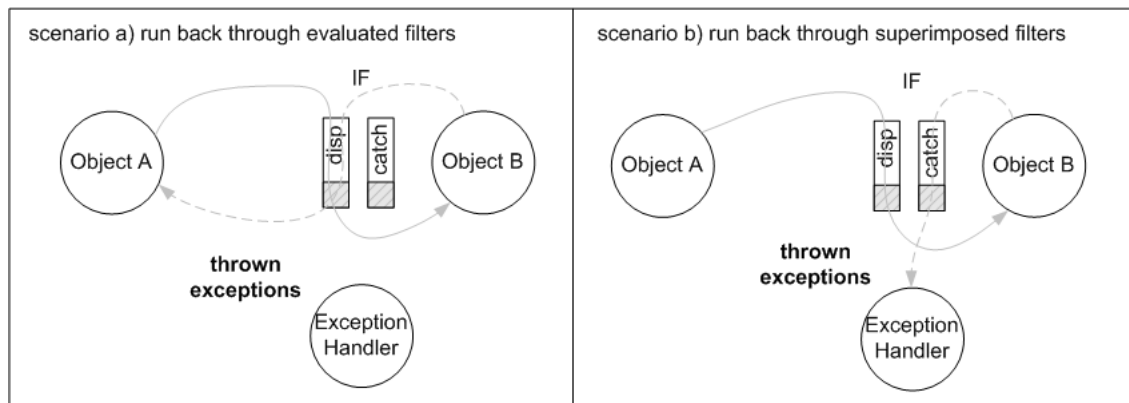 scenario a) run back through evaluated filters
IF
Object A
disp
catch
Object B
thrown
exceptions
Exception
Handler
scenario b) run back through superimposed filters
IF
Object A
disp
catch
Object B
thrown
exceptions
Exception
Handler